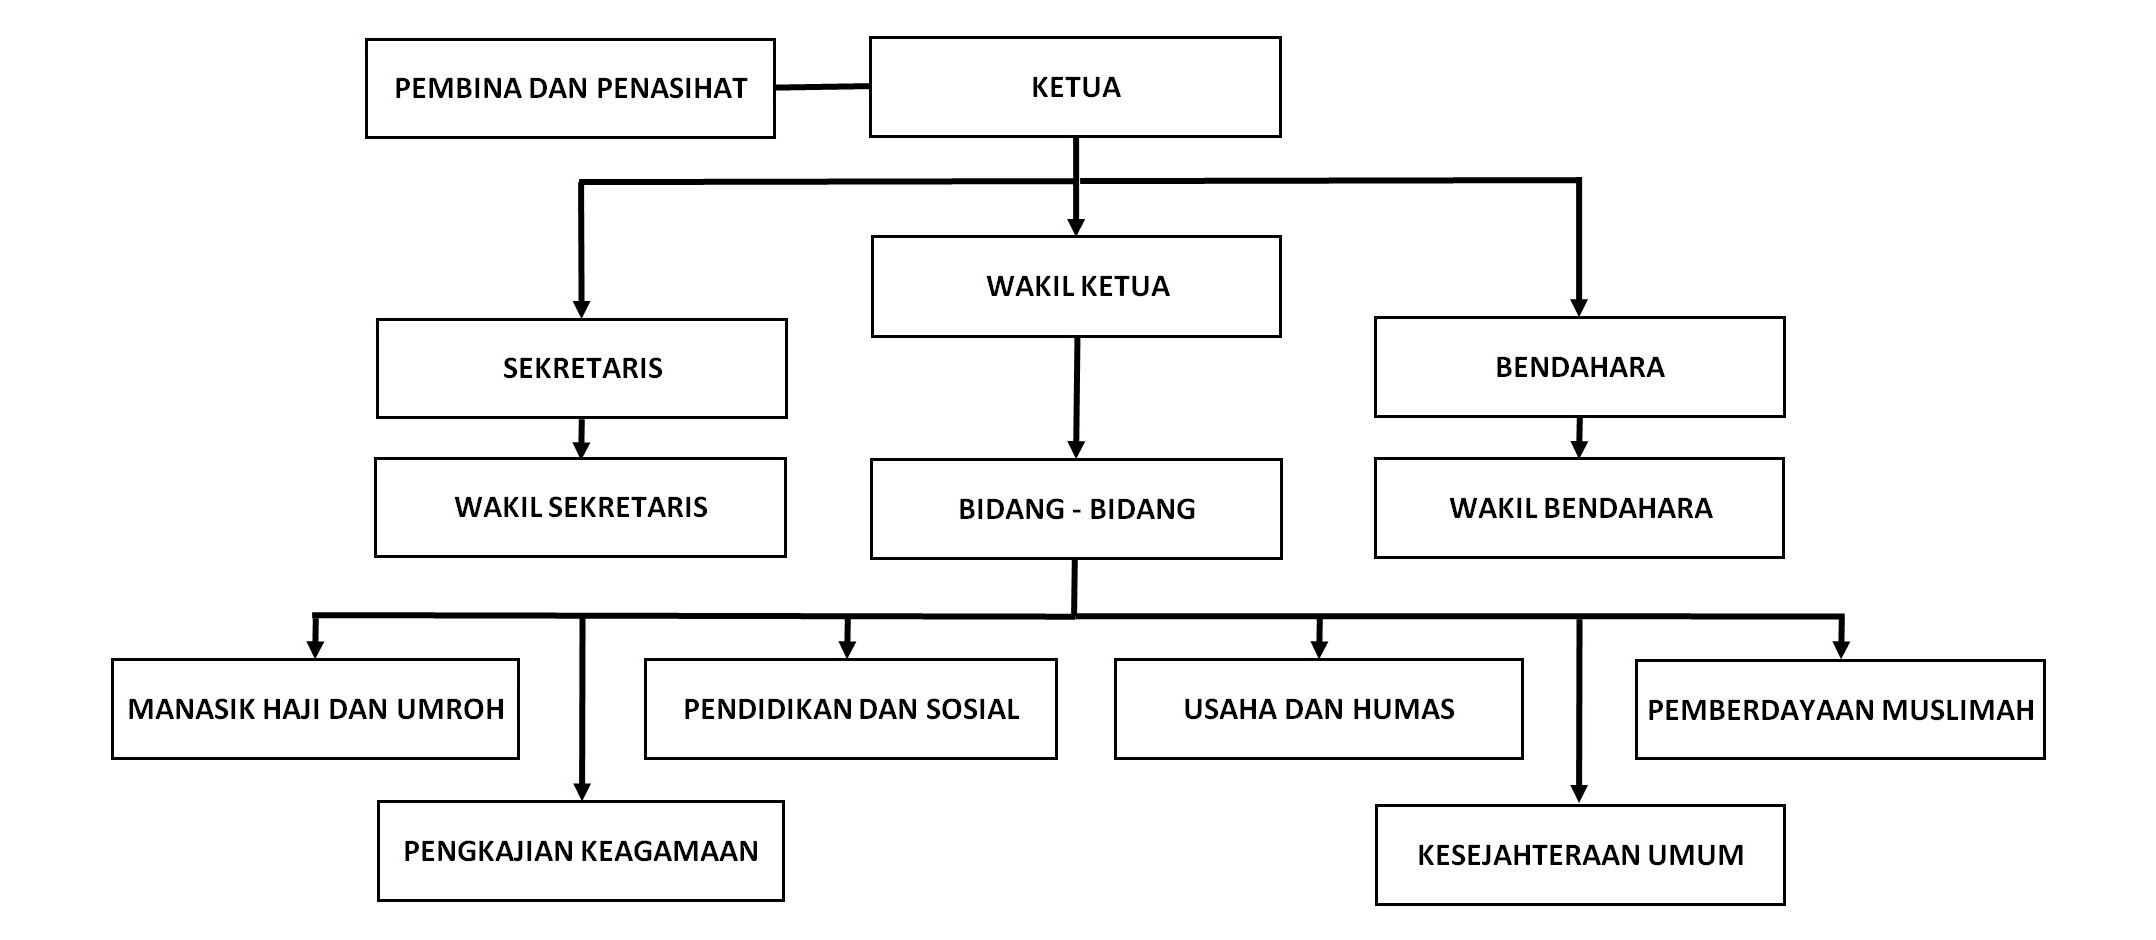 PEMBINA DAN PENASIHAT
KETUA
WAKIL KETUA
SEKRETARIS
BENDAHARA
WAKIL SEKRETARIS
BIDANG - BIDANG
WAKIL BENDAHARA
MANASIK HAJI DAN UMROH
PENDIDIKAN DAN SOSIAL
USAHA DAN HUMAS
PEMBERDAYAAN MUSLIMAH
PENGKAJIAN KEAGAMAAN
KESEJAHTERAAN UMUM